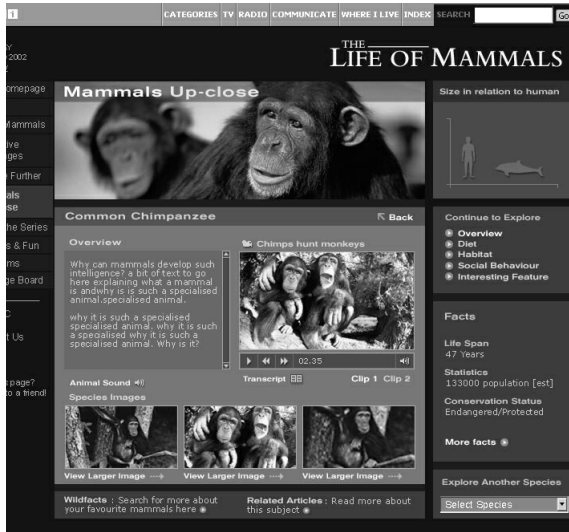 1
CATEGORIES TV RADIO COMMUNICATE WHERE I LIVE INDEX SEARCH Go
2002
THE
LIFE OF MAMMALS
omepage
Mammals
Further
he Series
s & Fun
ge Board
t Us
page?
to a friend!
Mammals Up-close
Common Chimpanzee
Back
Overview
Why can mammals develop such
intelligence? a bit of text to go
here explaining what a mammal
is andwhy is is such a specialised
animal.specialised animal.
why it is such a specialised
specialised animal. why it is such
a specialised why it is such a
specialised animal. Why is it?
Animal Sound
Chimps hunt monkeys
02.35
Transcript
Clip 1 Clip 2
Species Images
View Larger Image
View Larger Image
View Larger Image
Wildfacts : Search for more about
your favourite mammals here
Related Articles : Read more about
this subject
Size in relation to human
Continue to Explore
Overview
Diet
Habitat
Social Behaviour
Interesting Feature
Facts
Life Span
47 Years
Statistics
133000 population [est]
Conservation Status
Endangered/Protected
More facts
Explore Another Species
Select Species